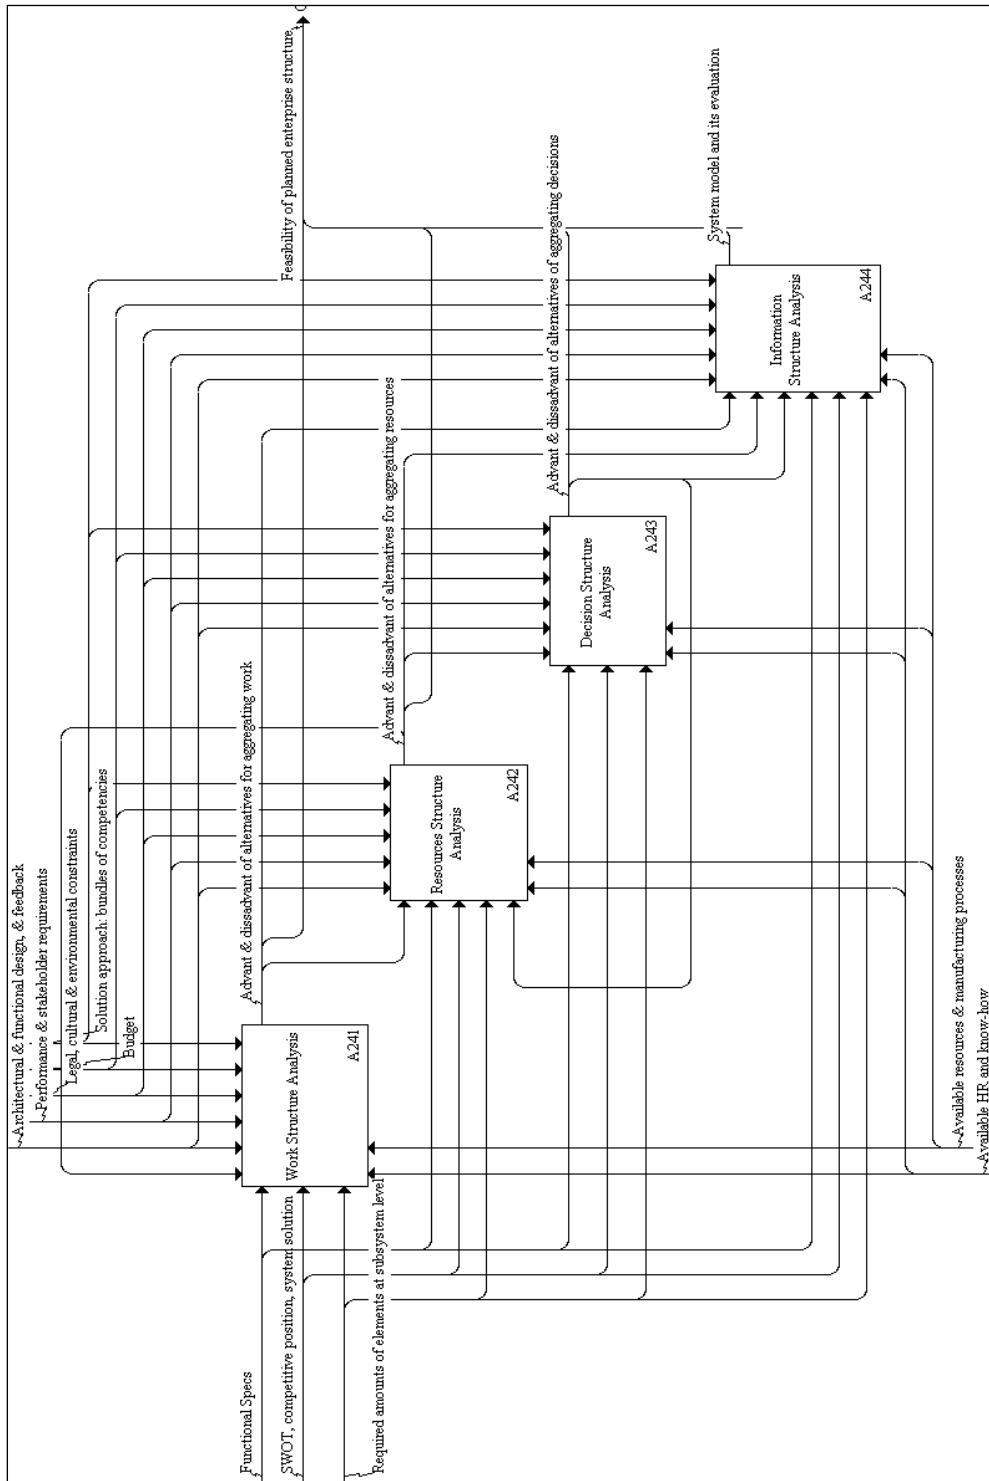 Architectural & functional design, & feedback
Performance & stakeholder requirements
Legal, cultural & environmental constraints
Solution approach: bundles of competencies
Budget
Functional Specs
SWOT, competitive position, system solution
Required amounts of elements at subsystem level
Work Structure Analysis
A241
Advant & dissadvant of alternatives for aggregating work
Resources Structure
Analysis
A242
Advant & dissadvant of alternatives for aggregating resources
Decision Structure
Analysis
A243
Advant & dissadvant of alternatives of aggregating decisions
Information
Structure Analysis
A244
System model and its evaluation
Feasibility of planned enterprise structure
Available resources & manufacturing processes
Available HR and know-how